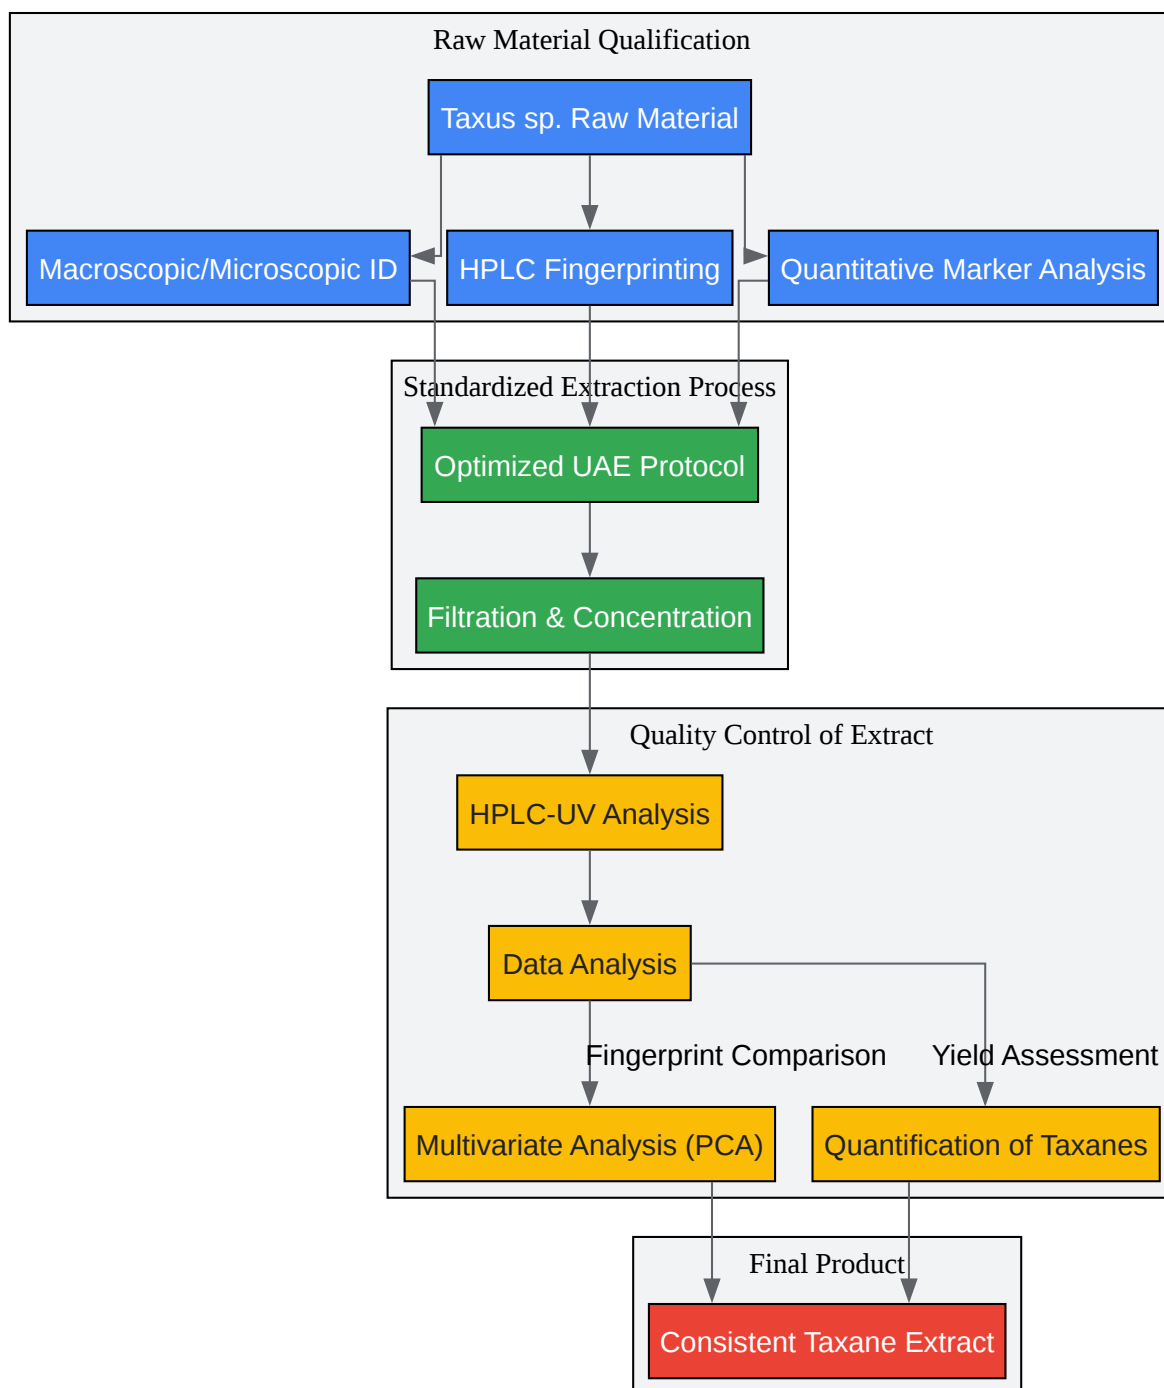 Raw Material Qualification
Taxus sp. Raw Material
Macroscopic/Microscopic ID
HPLC Fingerprinting
Quantitative Marker Analysis
Standardized Extraction Process
Optimized UAE Protocol
Filtration & Concentration
Quality Control of Extract
HPLC-UV Analysis
Data Analysis
Fingerprint Comparison
Yield Assessment
Multivariate Analysis (PCA)
Quantification of Taxanes
Final Product
Consistent Taxane Extract